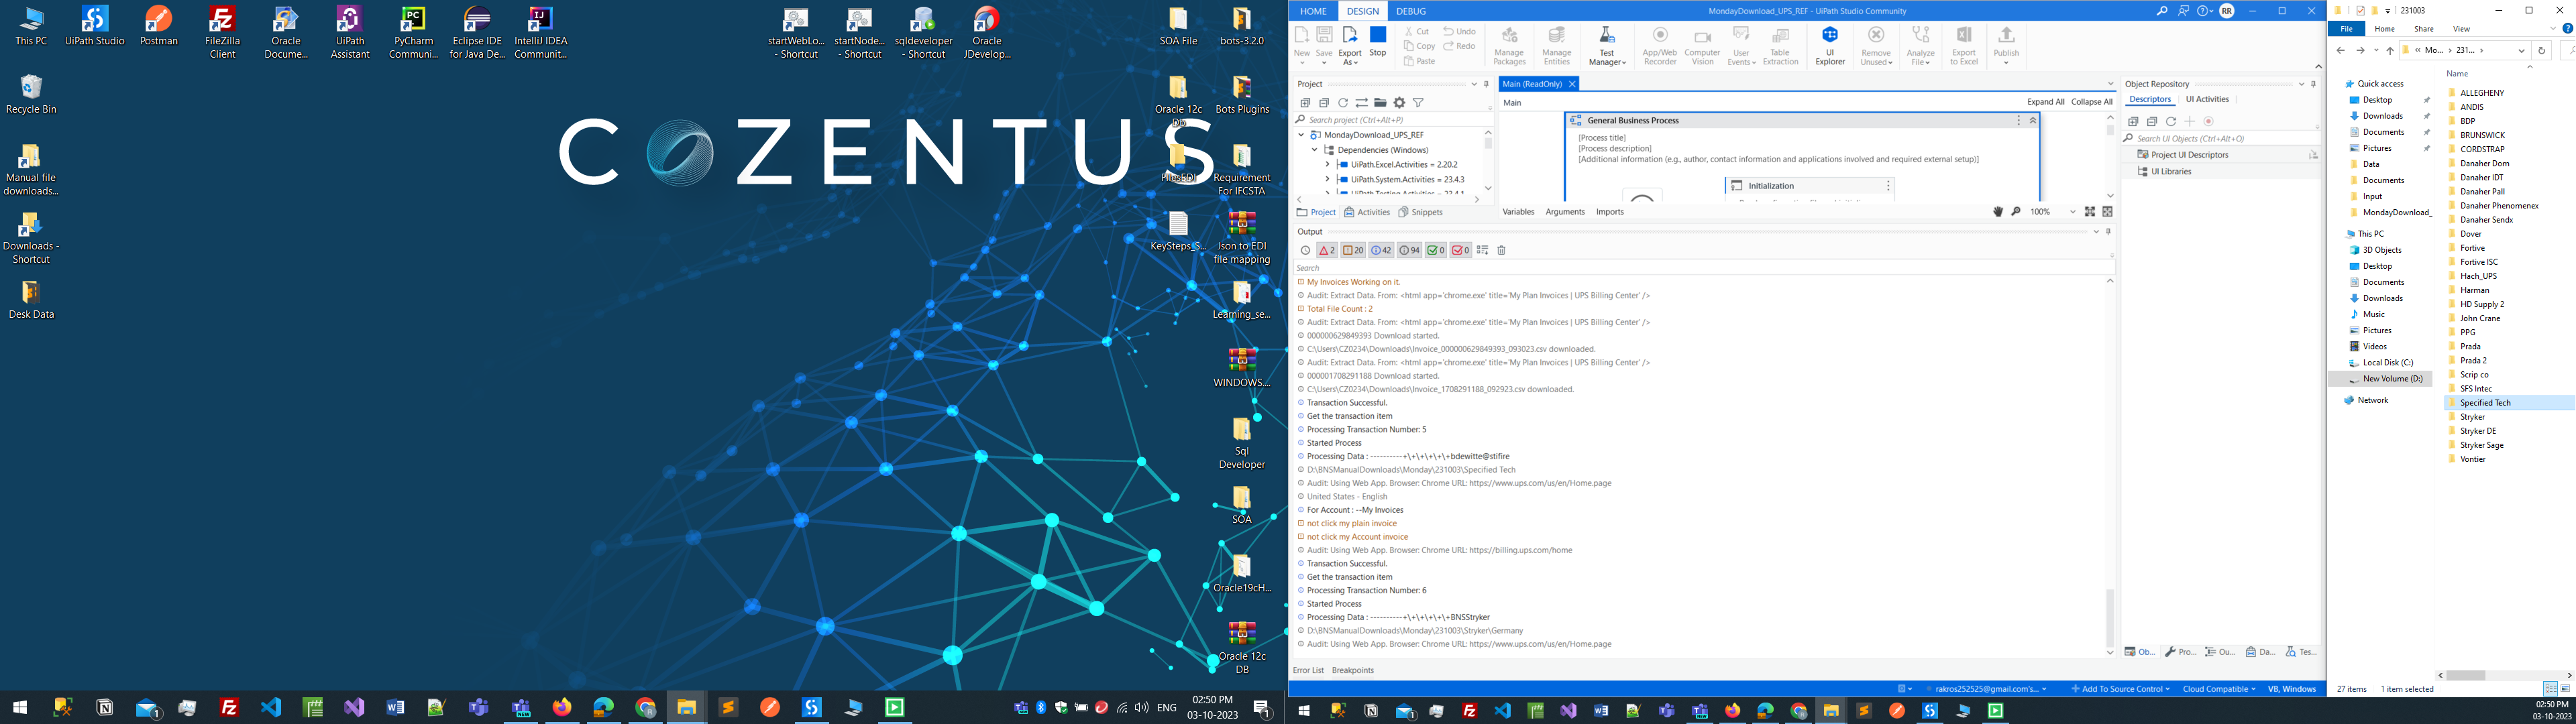 This PC
UiPath Studio
Postman
FileZilla
Client
Oracle
Docume...
UiPath
Assistant
PyCharm
Communi...
Eclipse IDE
for Java De...
IntelliJ IDEA
Communit...
startWebLo...
- Shortcut
startNode...
- Shortcut
sqldeveloper
- Shortcut
Oracle
JDevelop...
SOA File
bots-3.2.0
Recycle Bin
Oracle 12c
Bots Plugins
COZENTUS
Manual file
downloads...
Requirement
For IFCSTA
Downloads -
Shortcut
KeySteps_S...
Json to EDI
file mapping
Desk Data
Learning_se...
WINDOWS....
Sql
Developer
SOA
Oracle19cH...
Oracle 12c
DB
ENG
02:50 PM
03-10-2023
HOME
DESIGN
DEBUG
MondayDownload_UPS_REF - UiPath Studio Community
RR
New
Save
Export
As
Stop
Cut
Copy
Paste
Undo
Redo
Manage
Packages
Manage
Entities
Test
Manager
App/Web
Recorder
Computer
Vision
User
Events
Table
Extraction
UI
Explorer
Remove
Unused
Analyze
File
Export
to Excel
Publish
Project
Search project (Ctrl+Alt+P)
MondayDownload_UPS_REF
Dependencies (Windows)
UiPath.Excel.Activities = 2.20.2
UiPath.System.Activities = 23.4.3
UiPath.Testing.Activities = 23.4.1
Project
Activities
Snippets
Main (ReadOnly)
Main
Expand All
Collapse All
General Business Process
[Process title]
[Process description]
[Additional information (e.g., author, contact information and applications involved and required external setup)]
Initialization
Variables
Arguments
Imports
100%
Output
2
20
42
94
0
0
Search
My Invoices Working on it.
Audit: Extract Data. From: <html app='chrome.exe' title='My Plan Invoices | UPS Billing Center' />
Total File Count : 2
Audit: Extract Data. From: <html app='chrome.exe' title='My Plan Invoices | UPS Billing Center' />
000000629849393 Download started.
C:\Users\CZ0234\Downloads\Invoice_000000629849393_093023.csv downloaded.
Audit: Extract Data. From: <html app='chrome.exe' title='My Plan Invoices | UPS Billing Center' />
000001708291188 Download started.
C:\Users\CZ0234\Downloads\Invoice_1708291188_092923.csv downloaded.
Transaction Successful.
Get the transaction item
Processing Transaction Number: 5
Started Process
Processing Data : ----------+\+\+\+\+\+bdewitte@stifire
D:\BNSManualDownloads\Monday\231003\Specified Tech
Audit: Using Web App. Browser: Chrome URL: https://www.ups.com/us/en/Home.page
United States - English
For Account : --My Invoices
not click my plain invoice
not click my Account invoice
Audit: Using Web App. Browser: Chrome URL: https://billing.ups.com/home
Transaction Successful.
Get the transaction item
Processing Transaction Number: 6
Started Process
Processing Data : ----------+\+\+\+\+\+BNSStryker
D:\BNSManualDownloads\Monday\231003\Stryker\Germany
Audit: Using Web App. Browser: Chrome URL: https://www.ups.com/us/en/Home.page
Error List
Breakpoints
rakros252525@gmail.com's...
Add To Source Control
Cloud Compatible
VB, Windows
Object Repository
Descriptors
UI Activities
Search UI Objects (Ctrl+Alt+O)
Project UI Descriptors
UI Libraries
Ob...
Pro...
Ou...
Da...
Tes...
231003
File
Home
Share
View
Mo...
231...
Quick access
Desktop
Downloads
Documents
Pictures
Data
Documents
Input
MondayDownload_
This PC
3D Objects
Desktop
Documents
Downloads
Music
Pictures
Videos
Local Disk (C:)
New Volume (D:)
Network
Name
ALLEGHENY
ANDIS
BDP
BRUNSWICK
CORDSTRAP
Danaher Dom
Danaher IDT
Danaher Pall
Danaher Phenomenex
Danaher Sendx
Dover
Fortive
Fortive ISC
Hach_UPS
Harman
HD Supply 2
John Crane
PPG
Prada
Prada 2
Scrip co
SFS Intec
Specified Tech
Stryker
Stryker DE
Stryker Sage
Vontier
27 items
1 item selected
02:50 PM
03-10-2023